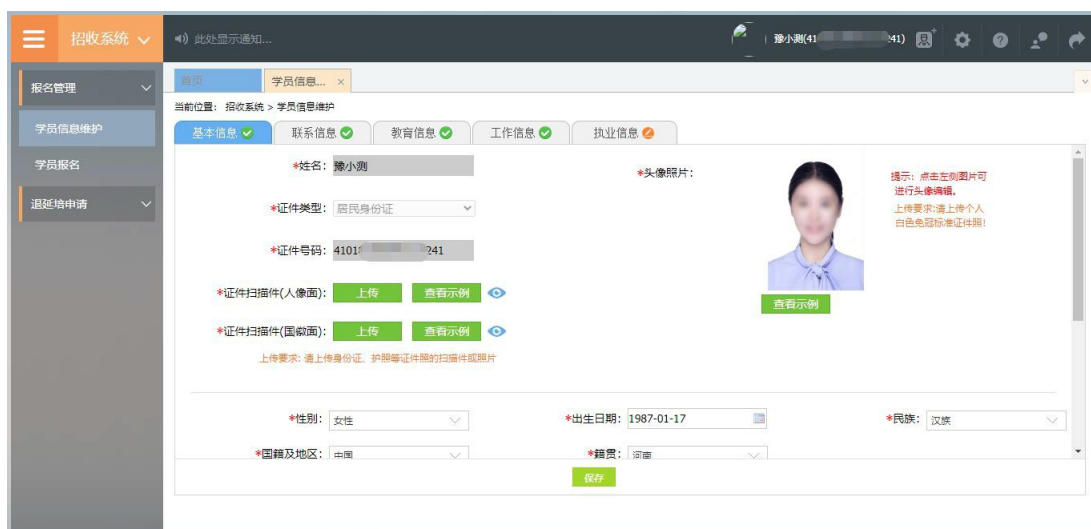 招收系统
此处显示通知...
豫小测(41 241)
报名管理
学员信息维护
学员报名
退延培申请
首页
学员信息... ×
当前位置: 招收系统 > 学员信息维护
基本信息
联系信息
教育信息
工作信息
执业信息
*姓名: 豫小测
*证件类型: 居民身份证
*证件号码: 4101 241
*证件扫描件(人像面): 上传 查看示例
*证件扫描件(国徽面): 上传 查看示例
上传要求: 请上传身份证、护照等证件照的扫描件或照片
*头像照片:
查看示例
提示: 点击左侧图片可
进行头像编辑。
上传要求:请上传个人
白色免冠标准证件照!
*性别: 女性 *出生日期: 1987-01-17 *民族: 汉族
*国籍及地区: 中国 *籍贯: 河南
保存